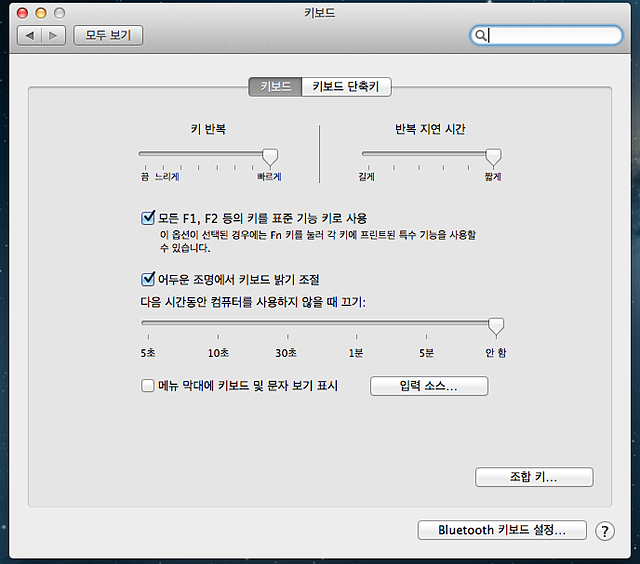 키보드
모두 보기
키보드 키보드 단축키
키 반복 반복 지연 시간
끔 느리게 빠르게 길게 짧게
모든 F1, F2 등의 키를 표준 기능 키로 사용
이 옵션이 선택된 경우에는 Fn 키를 눌러 각 키에 프린트된 특수 기능을 사용할
수 있습니다.
어두운 조명에서 키보드 밝기 조절
다음 시간동안 컴퓨터를 사용하지 않을 때 끄기:
5초 10초 30초 1분 5분 안 함
메뉴 막대에 키보드 및 문자 보기 표시 입력 소스...
조합 키...
Bluetooth 키보드 설정... ?